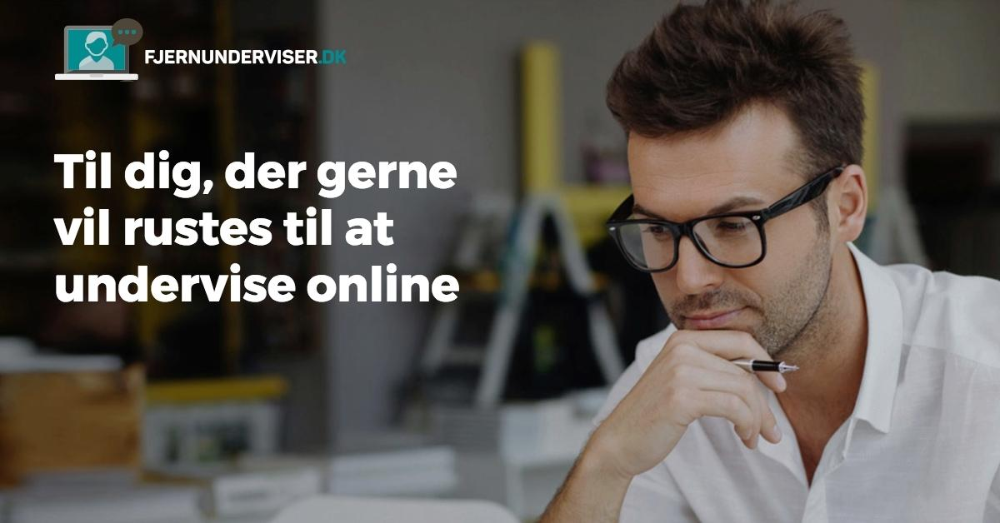 FJERNUNDERVISER.DK
Til dig, der gerne
vil rustes til at
undervise online